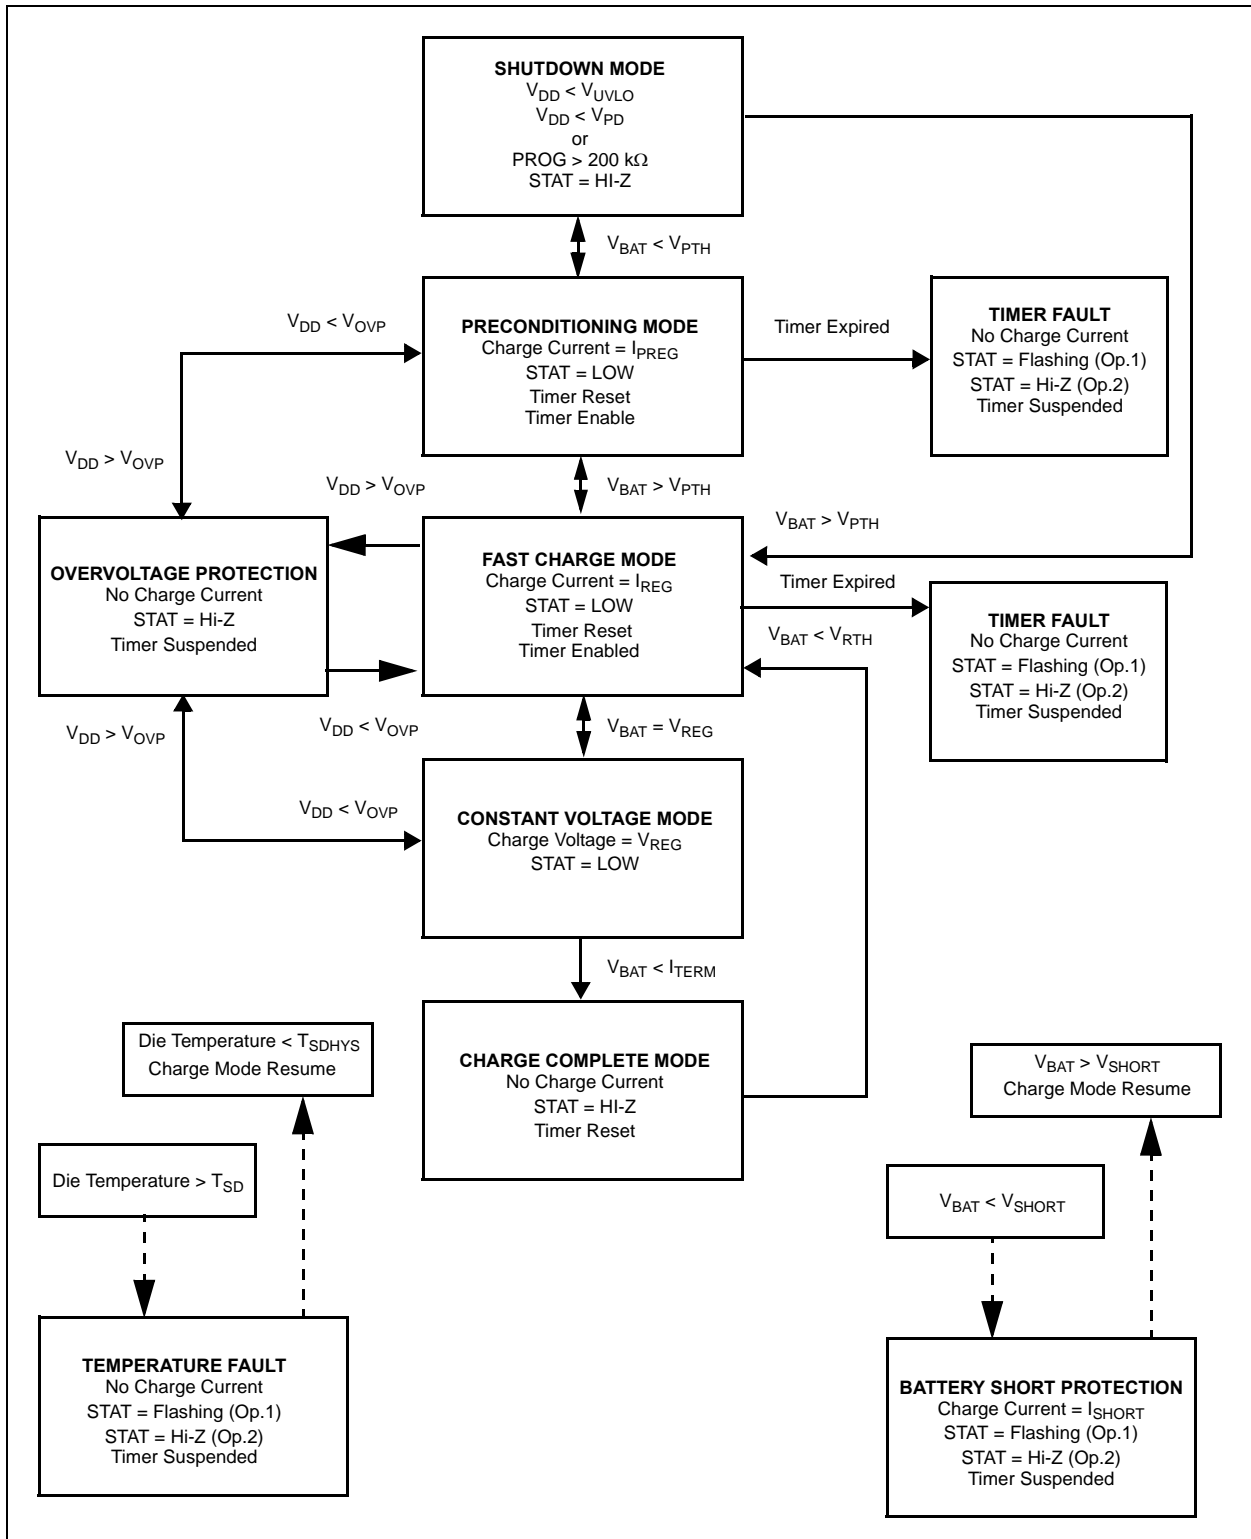 SHUTDOWN MODE
VDD < VUVLO
VDD < VPD
or
PROG > 200 kΩ
STAT = HI-Z
VBAT < VPTH
VDD < VOVP
PRECONDITIONING MODE
Charge Current = IPREG
STAT = LOW
Timer Reset
Timer Enable
Timer Expired
TIMER FAULT
No Charge Current
STAT = Flashing (Op.1)
STAT = Hi-Z (Op.2)
Timer Suspended
VDD > VOVP
VDD > VOVP
VBAT > VPTH
VBAT > VPTH
OVERVOLTAGE PROTECTION
No Charge Current
STAT = Hi-Z
Timer Suspended
FAST CHARGE MODE
Charge Current = IREG
STAT = LOW
Timer Reset
Timer Enabled
Timer Expired
VBAT < VRTH
TIMER FAULT
No Charge Current
STAT = Flashing (Op.1)
STAT = Hi-Z (Op.2)
Timer Suspended
VDD > VOVP
VDD < VOVP
VBAT = VREG
VDD < VOVP
CONSTANT VOLTAGE MODE
Charge Voltage = VREG
STAT = LOW
VBAT < ITERM
Die Temperature < TSDHYS
Charge Mode Resume
CHARGE COMPLETE MODE
No Charge Current
STAT = HI-Z
Timer Reset
VBAT > VSHORT
Charge Mode Resume
Die Temperature > TSD
VBAT < VSHORT
TEMPERATURE FAULT
No Charge Current
STAT = Flashing (Op.1)
STAT = Hi-Z (Op.2)
Timer Suspended
BATTERY SHORT PROTECTION
Charge Current = ISHORT
STAT = Flashing (Op.1)
STAT = Hi-Z (Op.2)
Timer Suspended